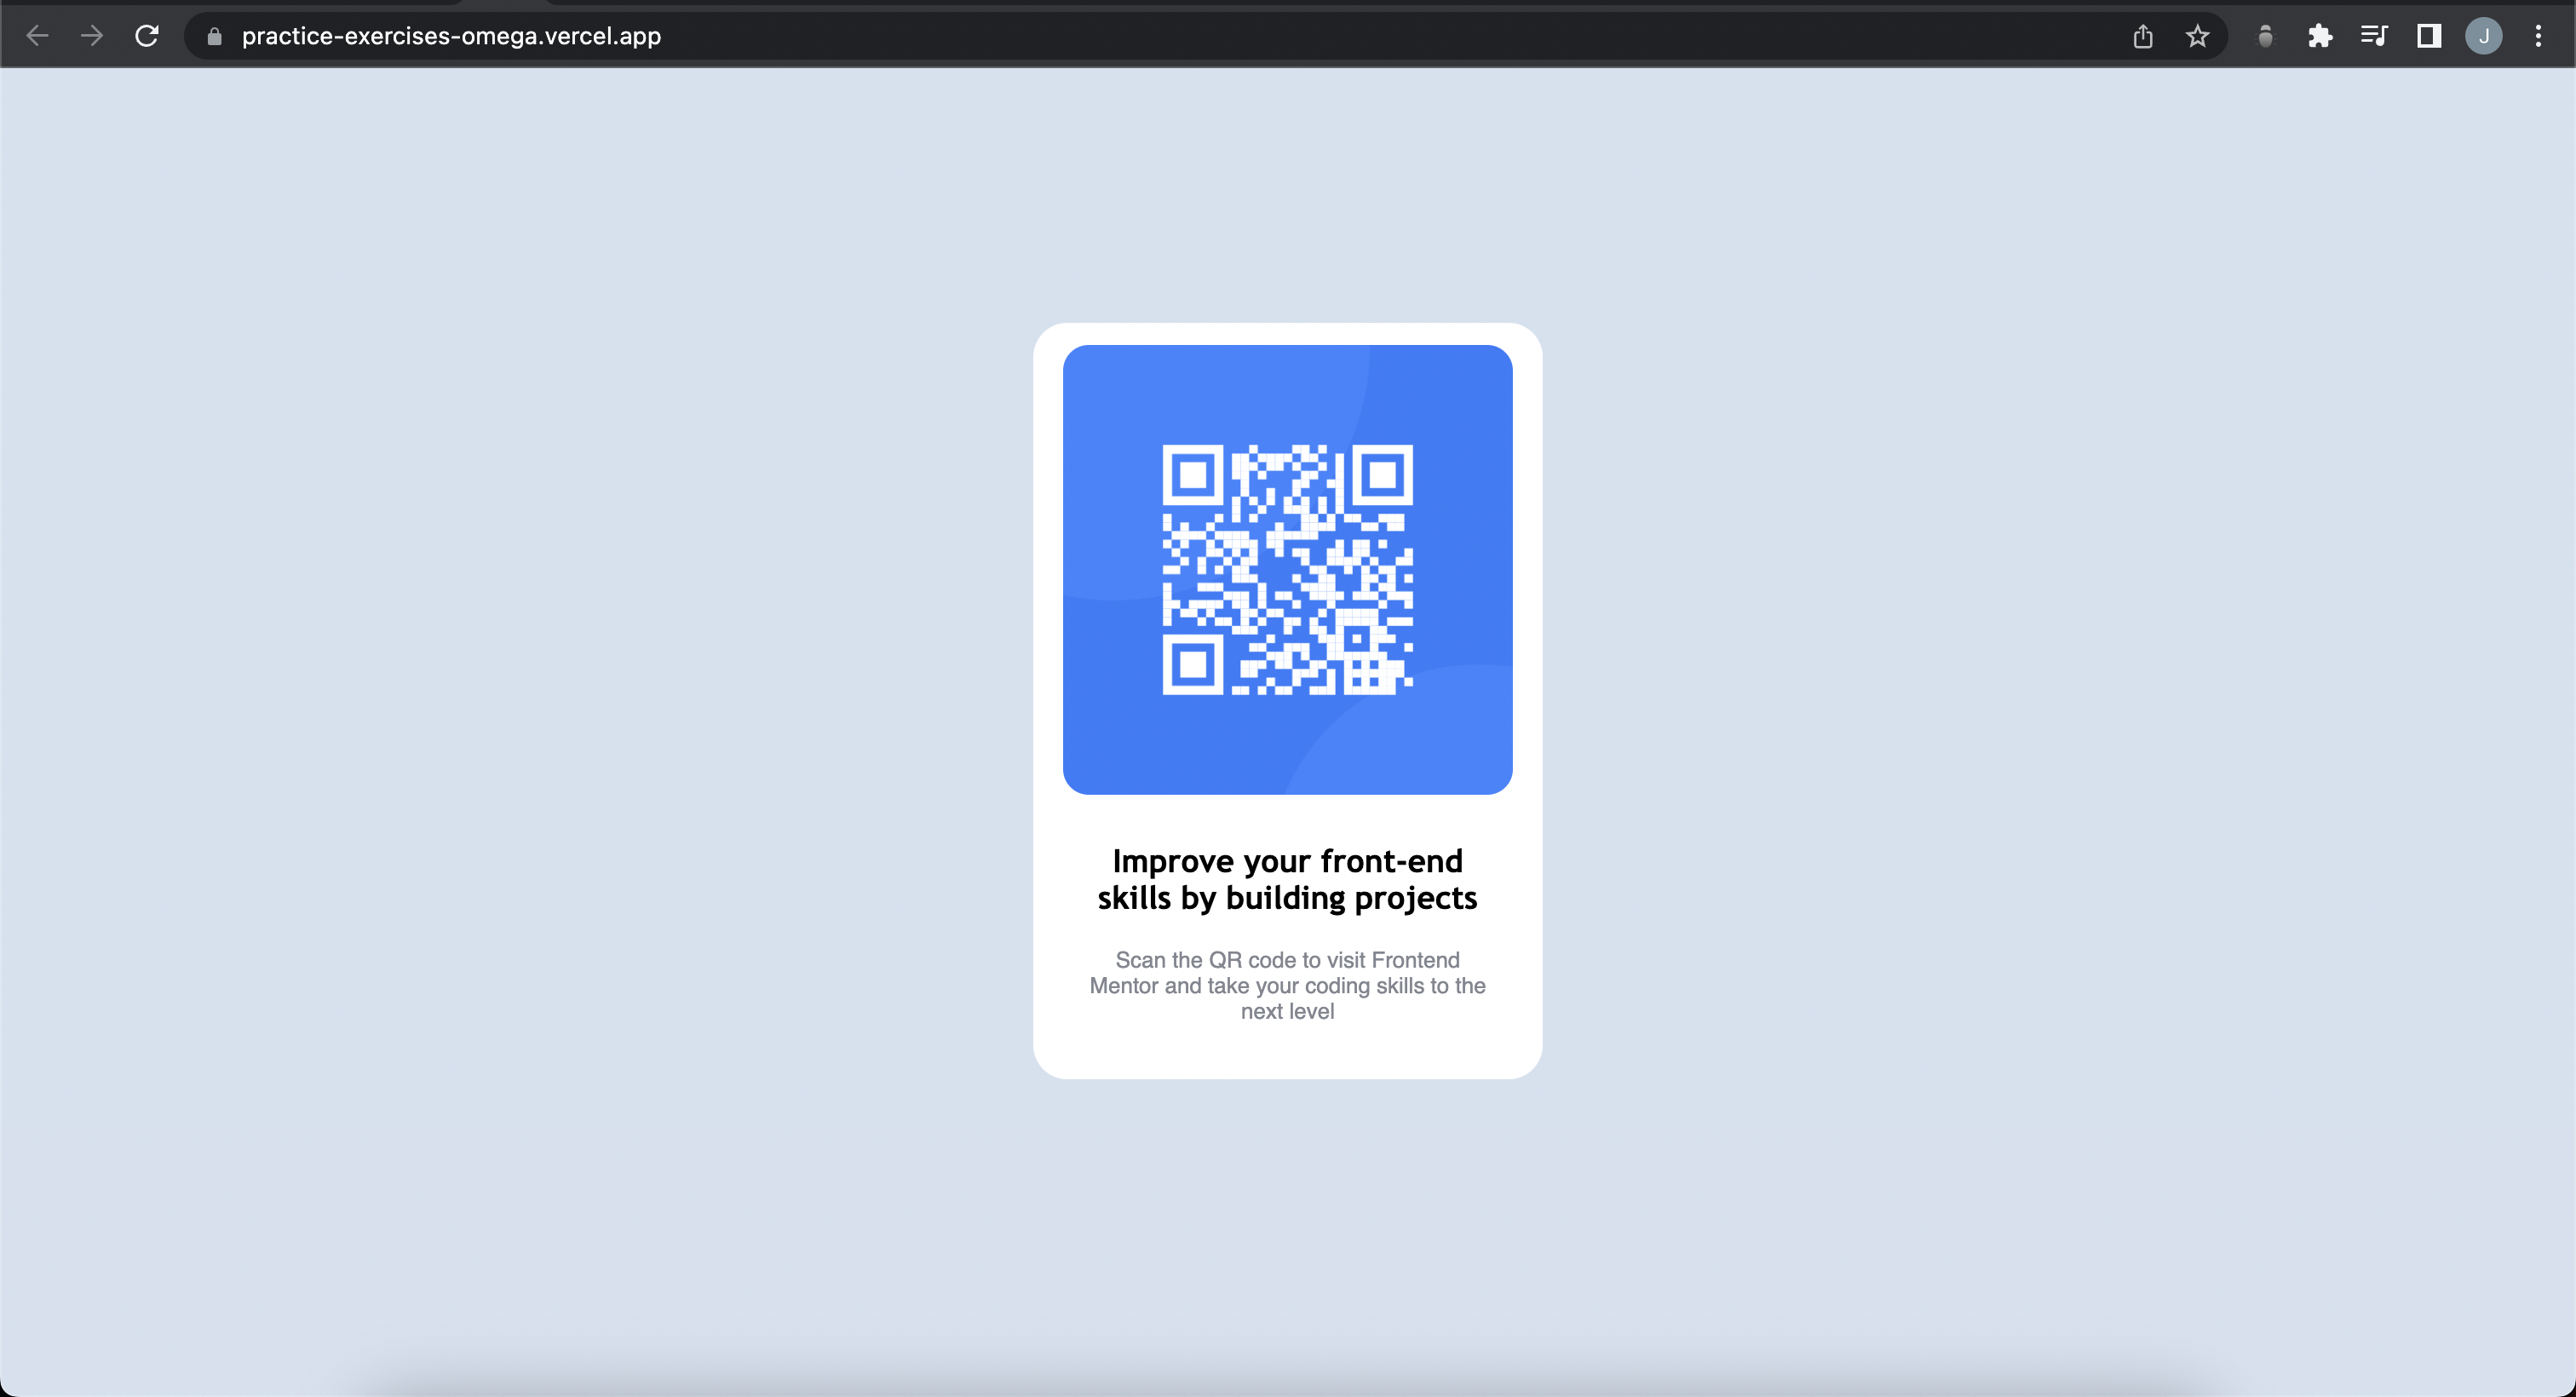 practice-exercises-omega.vercel.app
J
Improve your front-end
skills by building projects
Scan the QR code to visit Frontend
Mentor and take your coding skills to the
next level